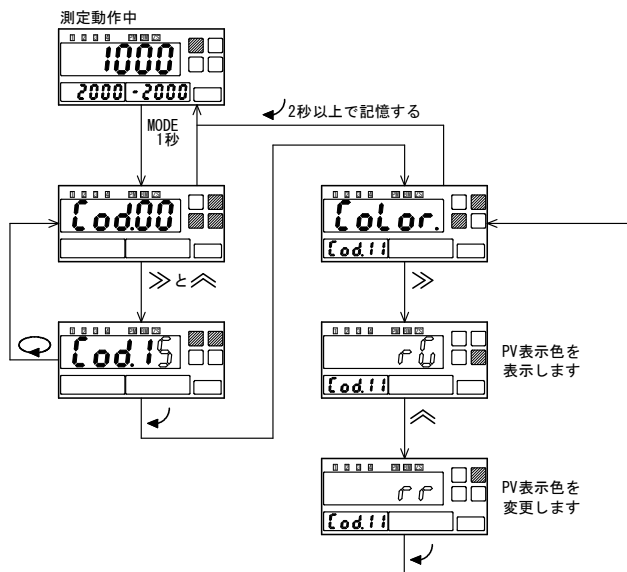 測定動作中
1000
2000 -2000
MODE
1秒
2秒以上で記憶する
Cod.00
≫と︽
Cod.15
CoLor.
Cod.11
≫
rG
Cod.11
PV表示色を
表示します
︽
rr
Cod.11
PV表示色を
変更します